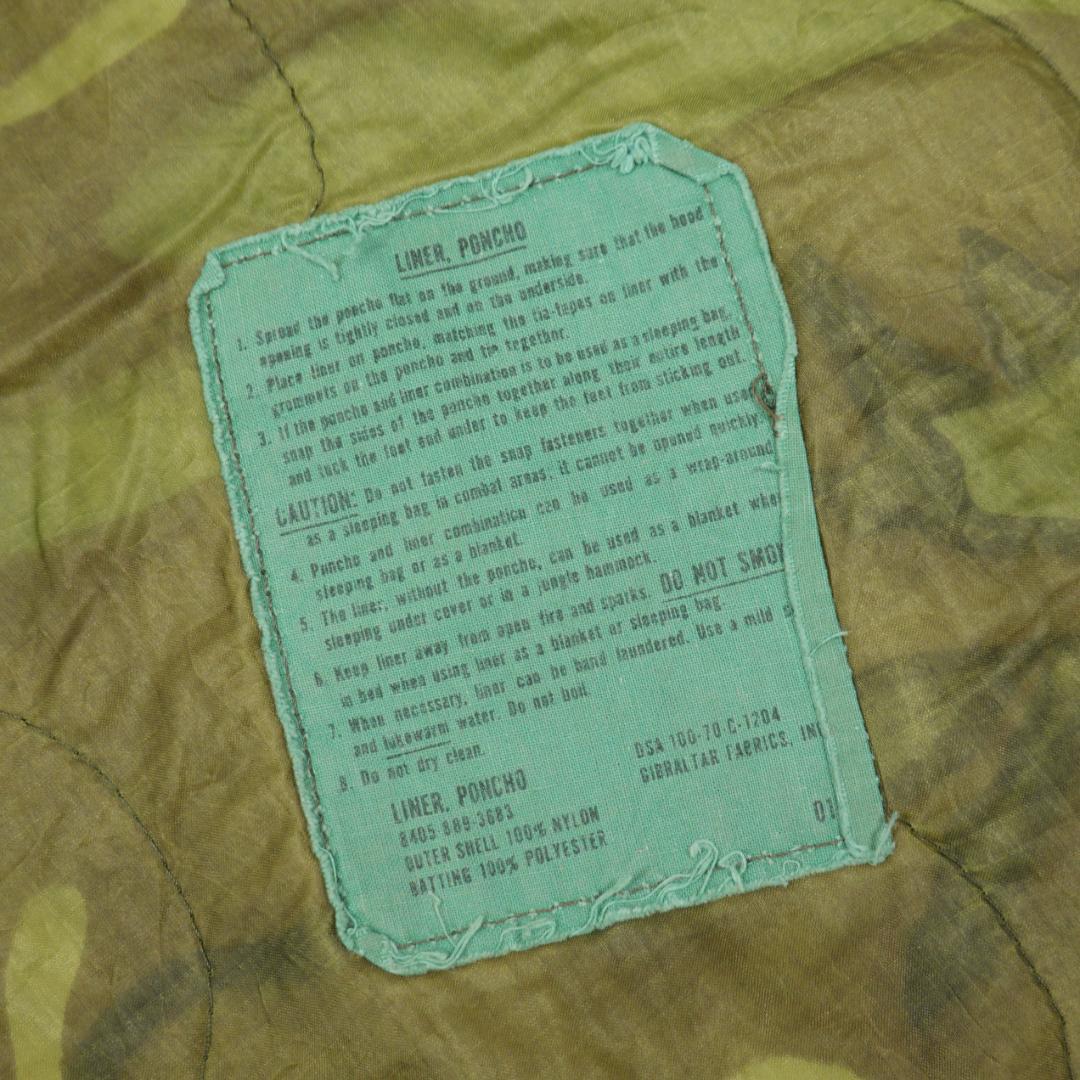 LINER, PONCHO
1. Spread the poncho flat on the ground, making sure that the hood
opening is tightly closed and on the underside.
2. Place liner on poncho, matching the tie-tapes on liner with the
grommets on the poncho and tie together.
3. If the poncho and liner combination is to be used as a sleeping bag,
snap the sides of the poncho together along their entire length
and tuck the foot end under to keep the feet from sticking out.
CAUTION: Do not fasten the snap fasteners together when used
as a sleeping bag in combat areas; it cannot be opened quickly.
4. Poncho and liner combination can be used as a wrap-around
sleeping bag or as a blanket.
5. The liner, without the poncho, can be used as a blanket whe
sleeping under cover or in a jungle hammock.
6. Keep liner away from open fire and sparks. DO NOT SMO
in bed when using liner as a blanket or sleeping bag.
7. When necessary, liner can be hand laundered. Use a mild
and lukewarm water. Do not boil.
8. Do not dry clean.
LINER, PONCHO
8405-889-3683
OUTER SHELL 100% NYLON
BATTING 100% POLYESTER
DSA 100-70-C-1204
GIBRALTAR FABRICS, INC
01